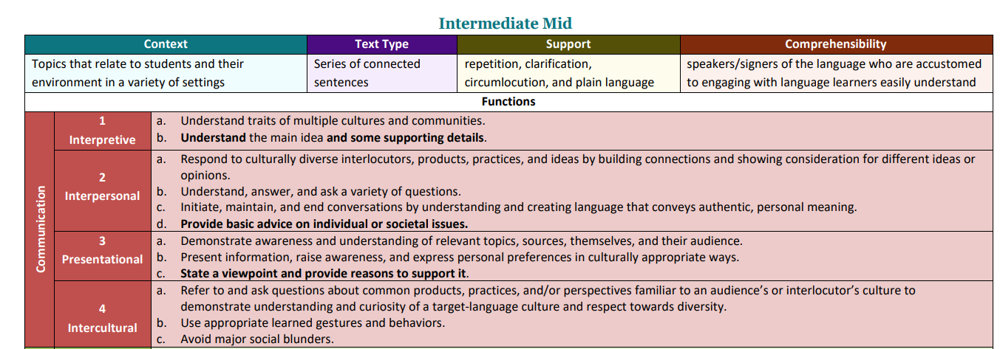 Intermediate Mid
Context Text Type Support Comprehensibility
Topics that relate to students and their Series of connected repetition, clarification, speakers/signers of the language who are accustomed
environment in a variety of settings sentences circumlocution, and plain language to engaging with language learners easily understand
Functions
Communication
1
Interpretive
a. Understand traits of multiple cultures and communities.
b. Understand the main idea and some supporting details.
2
Interpersonal
a. Respond to culturally diverse interlocutors, products, practices, and ideas by building connections and showing consideration for different ideas or
opinions.
b. Understand, answer, and ask a variety of questions.
c. Initiate, maintain, and end conversations by understanding and creating language that conveys authentic, personal meaning.
d. Provide basic advice on individual or societal issues.
3
Presentational
a. Demonstrate awareness and understanding of relevant topics, sources, themselves, and their audience.
b. Present information, raise awareness, and express personal preferences in culturally appropriate ways.
c. State a viewpoint and provide reasons to support it.
4
Intercultural
a. Refer to and ask questions about common products, practices, and/or perspectives familiar to an audience’s or interlocutor’s culture to
demonstrate understanding and curiosity of a target-language culture and respect towards diversity.
b. Use appropriate learned gestures and behaviors.
c. Avoid major social blunders.